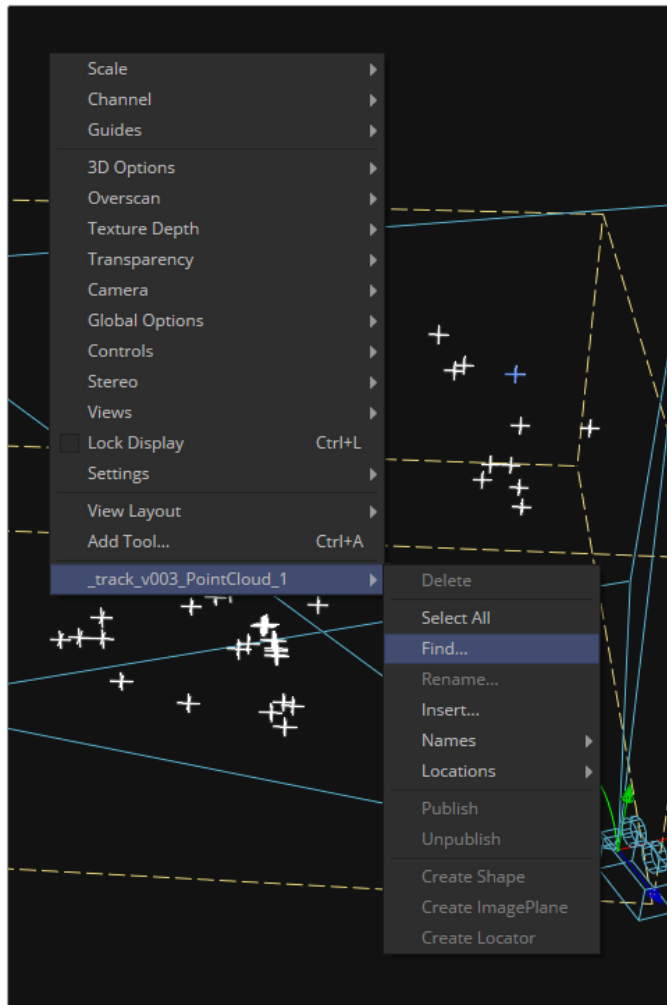 Scale
Channel
Guides
3D Options
Overscan
Texture Depth
Transparency
Camera
Global Options
Controls
Stereo
Views
Lock Display Ctrl+L
Settings
View Layout
Add Tool... Ctrl+A
_track_v003_PointCloud_1
Delete
Select All
Find...
Rename...
Insert...
Names
Locations
Publish
Unpublish
Create Shape
Create ImagePlane
Create Locator